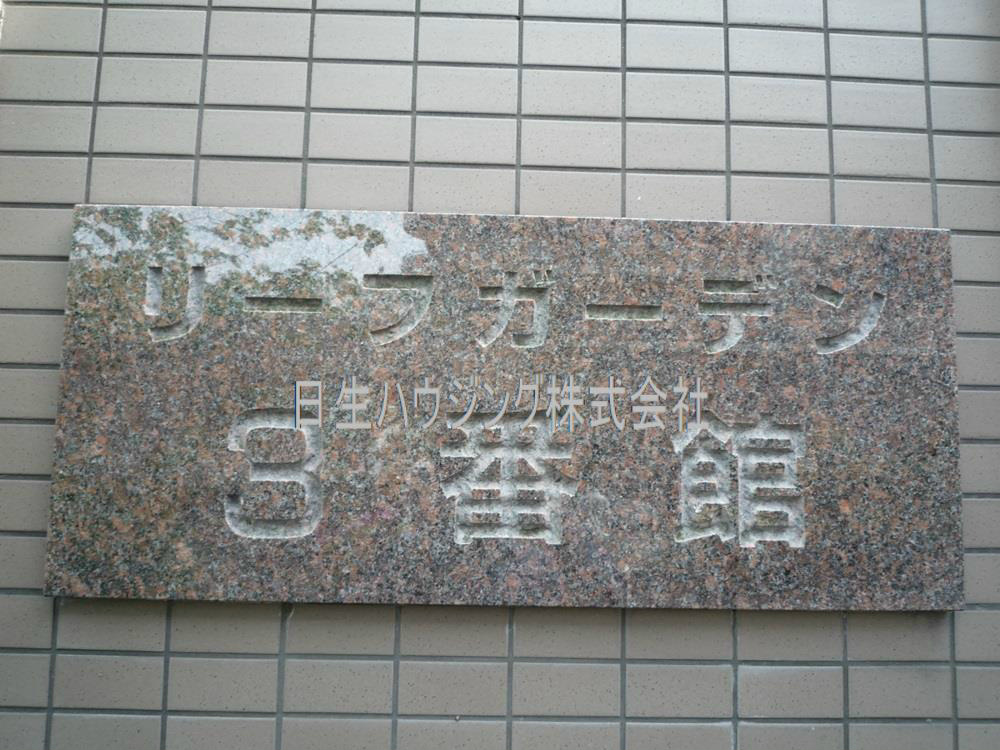 リーフガーデン
日生ハウジング株式会社
3番館